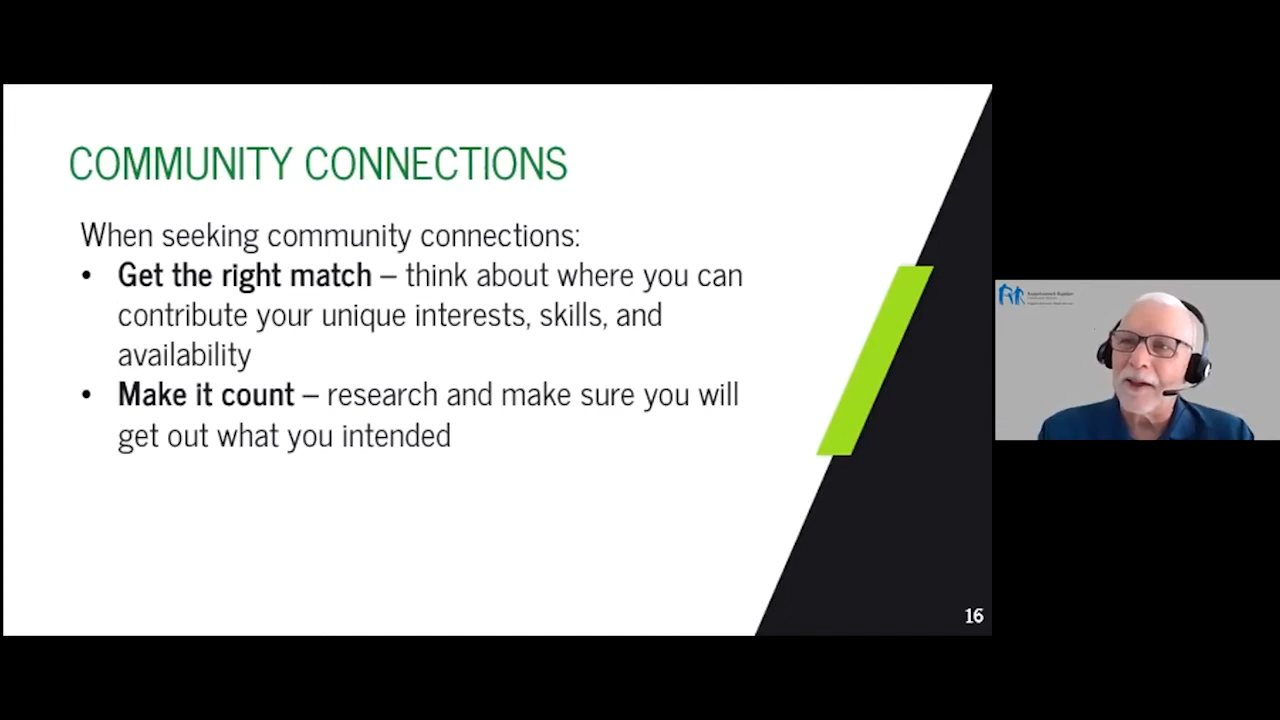 COMMUNITY CONNECTIONS
When seeking community connections:
• Get the right match – think about where you can
contribute your unique interests, skills, and
availability
• Make it count – research and make sure you will
get out what you intended
16